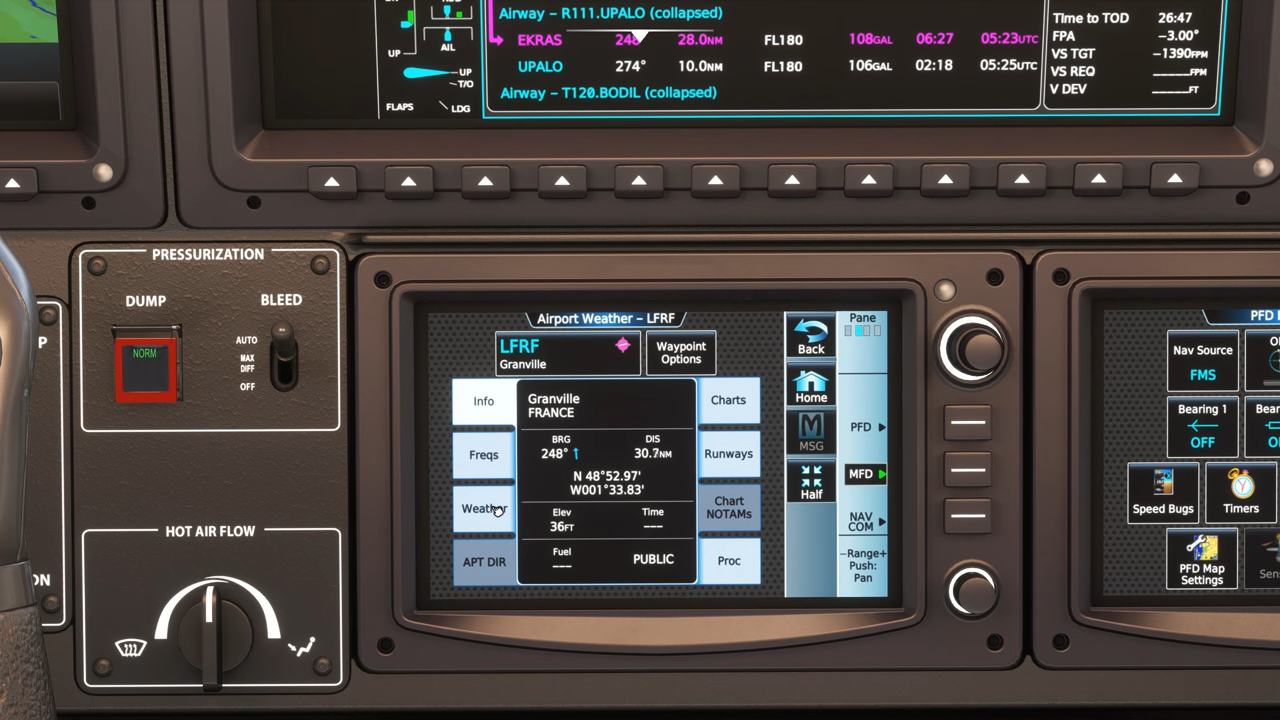 UP
AIL
UP
T/O
FLAPS
LDG
Airway – R111.UPALO (collapsed)
EKRAS 248° 28.0NM FL180 108GAL 06:27 05:23UTC
UPALO 274° 10.0NM FL180 106GAL 02:18 05:25UTC
Airway – T120.BODIL (collapsed)
Time to TOD 26:47
FPA −3.00°
VS TGT −1390FPM
VS REQ _____FPM
V DEV _____FT
PRESSURIZATION
DUMP
BLEED
NORM
AUTO
MAX
DIFF
OFF
HOT AIR FLOW
P
ON
Airport Weather – LFRF
LFRF
Granville
Waypoint
Options
Info
Freqs
Weather
APT DIR
Granville
FRANCE
BRG
248°
DIS
30.7NM
N 48°52.97'
W001°33.83'
Elev
36FT
Time
___
Fuel
___
PUBLIC
Charts
Runways
Chart
NOTAMs
Proc
Back
Home
MSG
Half
Pane
PFD
MFD
NAV
COM
−Range+
Push:
Pan
PFD
Nav Source
FMS
Bearing 1
OFF
Speed Bugs
Timers
PFD Map
Settings